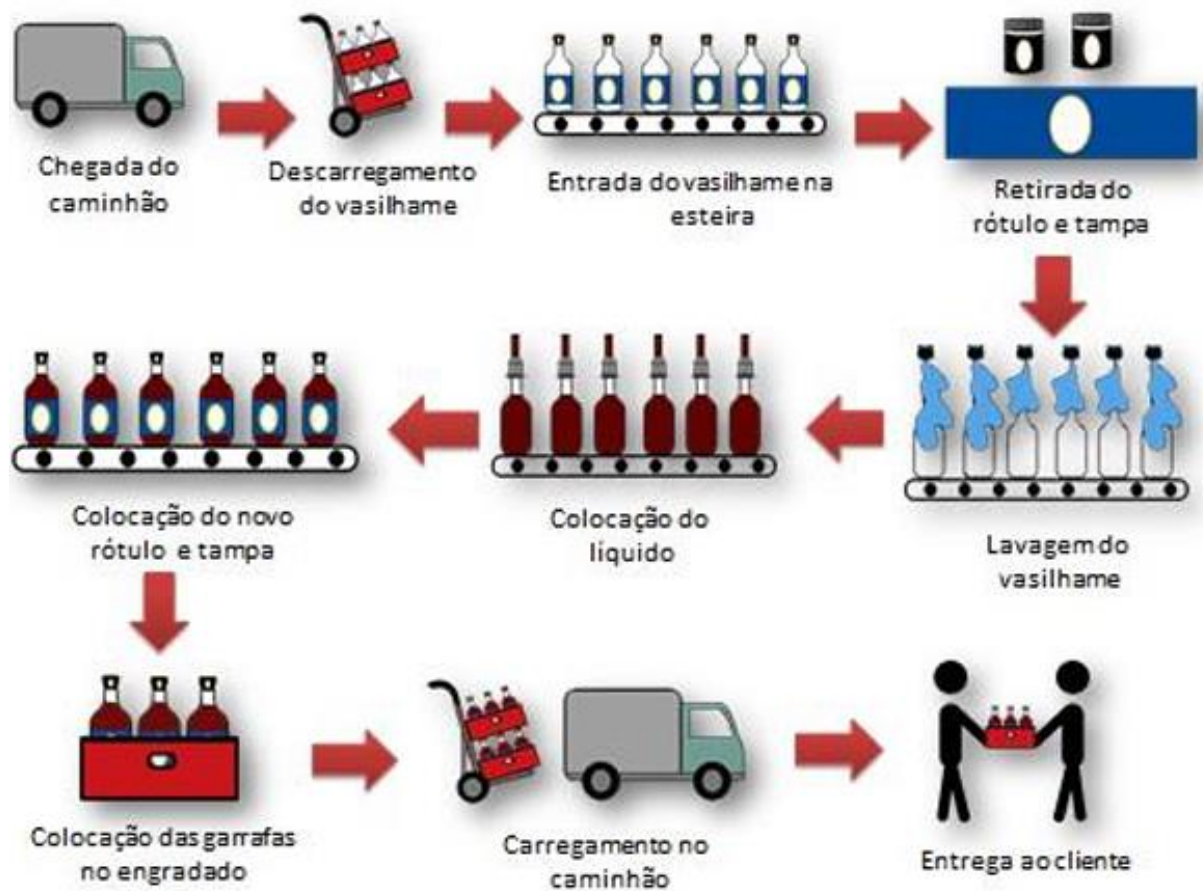 Chegada do
caminhão
Descarregamento
do vasilhame
Entrada do vasilhame na
esteira
Retirada do
rótulo e tampa
Lavagem do
vasilhame
Colocação do
líquido
Colocação do novo
rótulo e tampa
Colocação das garrafas
no engradado
Carregamento no
caminhão
Entrega ao cliente